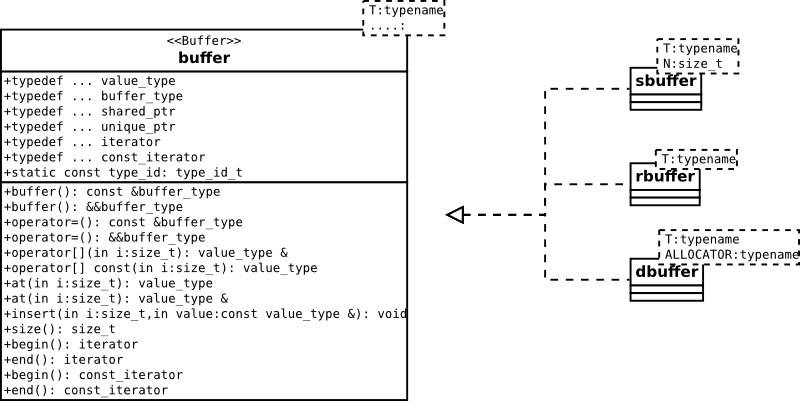 T:typename
....:
<<Buffer>>
buffer
+typedef ... value_type
+typedef ... buffer_type
+typedef ... shared_ptr
+typedef ... unique_ptr
+typedef ... iterator
+typedef ... const_iterator
+static const type_id: type_id_t
+buffer(): const &buffer_type
+buffer(): &&buffer_type
+operator=(): const &buffer_type
+operator=(): &&buffer_type
+operator[](in i:size_t): value_type &
+operator[] const(in i:size_t): value_type
+at(in i:size_t): value_type
+at(in i:size_t): value_type &
+insert(in i:size_t,in value:const value_type &): void
+size(): size_t
+begin(): iterator
+end(): iterator
+begin(): const_iterator
+end(): const_iterator
T:typename
N:size_t
sbuffer
T:typename
rbuffer
T:typename
ALLOCATOR:typename
dbuffer